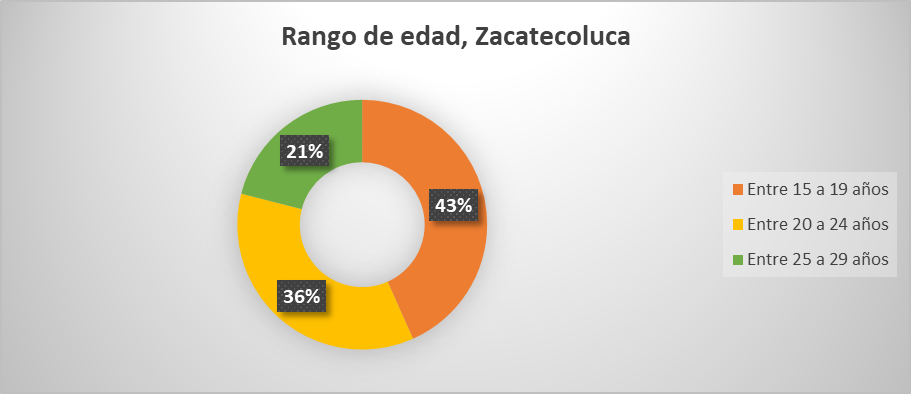 Rango de edad, Zacatecoluca
21%
43%
36%
Entre 15 a 19 años
Entre 20 a 24 años
Entre 25 a 29 años